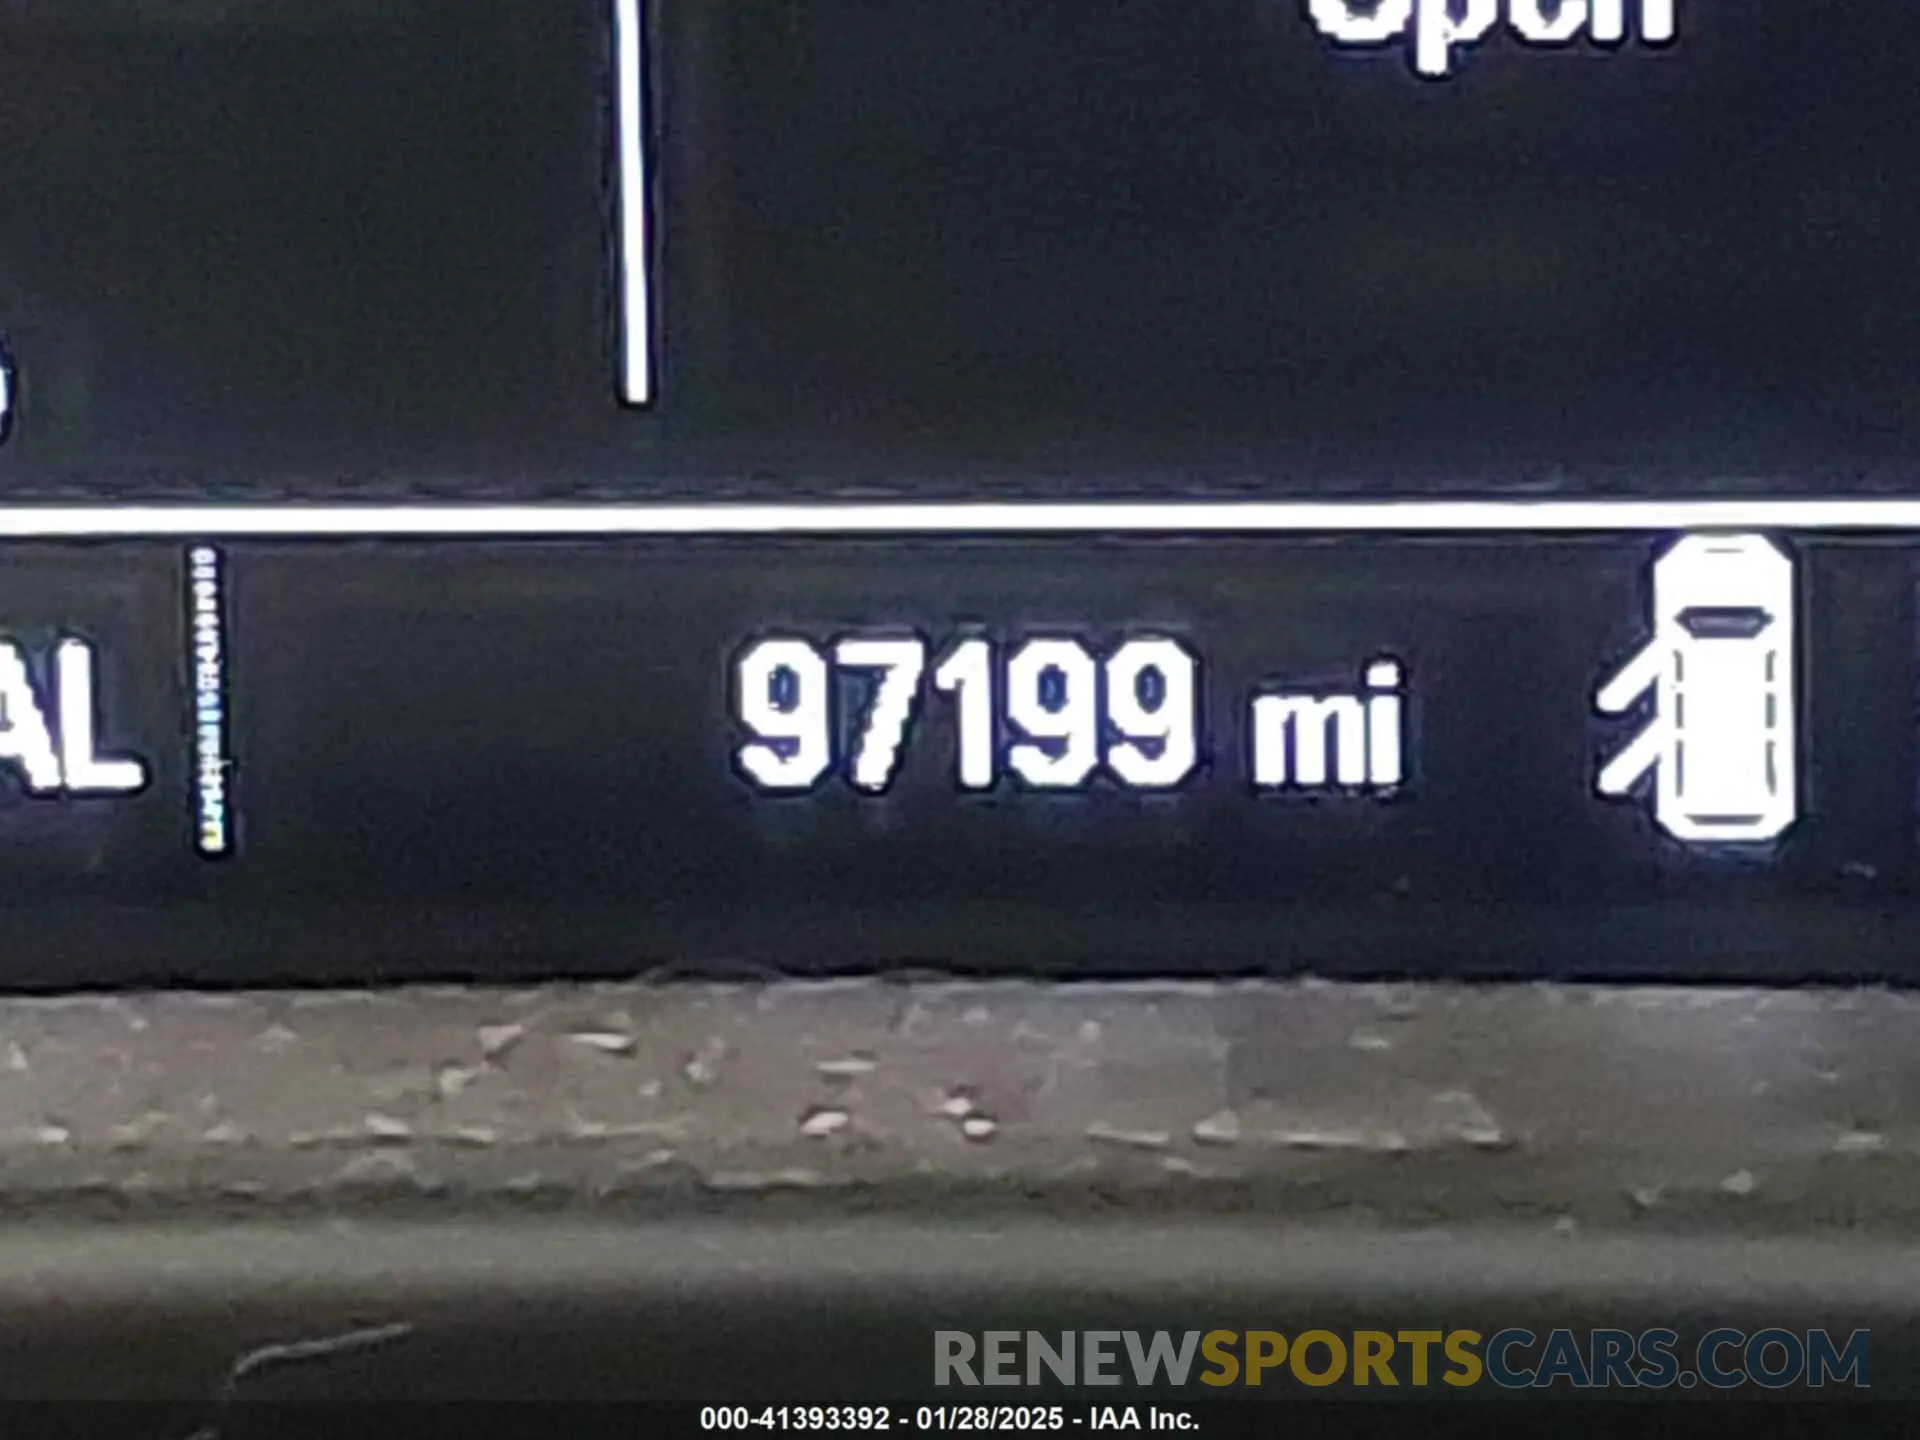 Open
AL 97199 mi
RENEWSPORTSCARS.COM
000-41393392 - 01/28/2025 - IAA Inc.